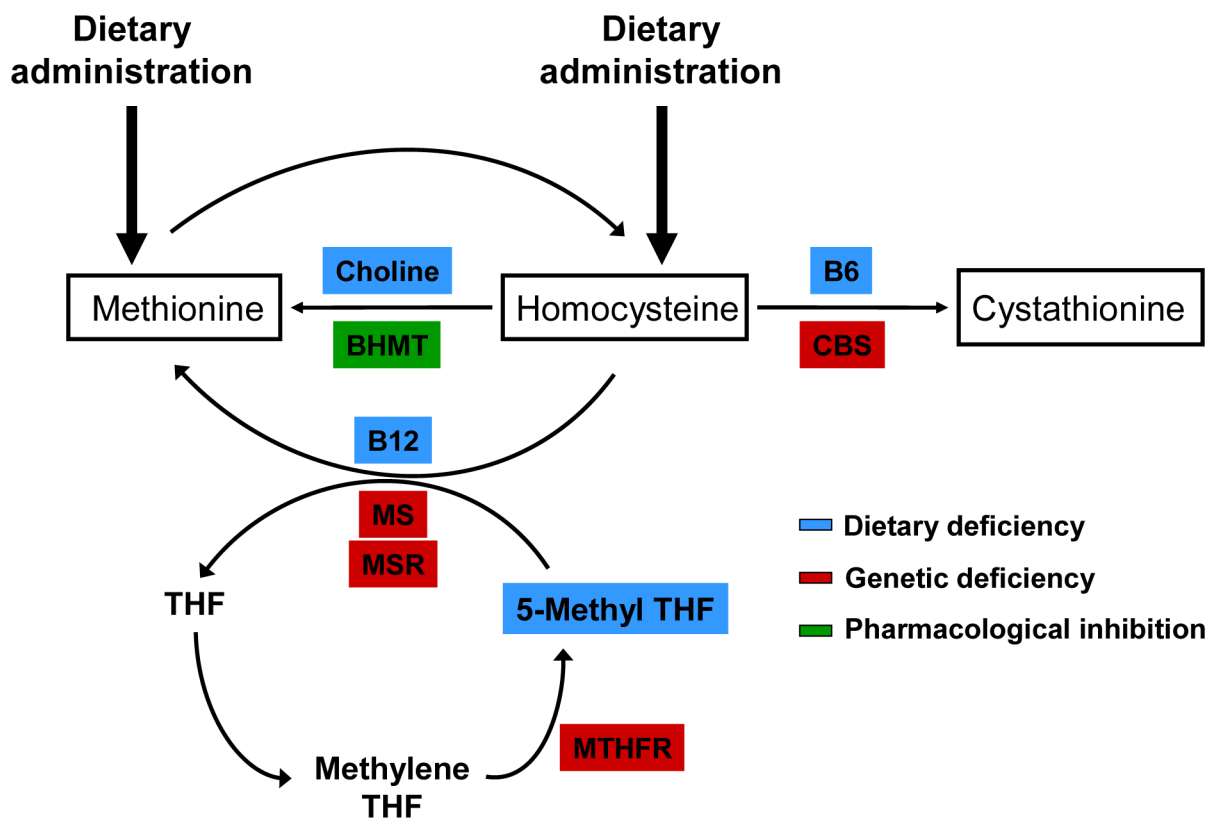 Dietary
administration
Dietary
administration
Choline
B6
Methionine
Homocysteine
Cystathionine
BHMT
CBS
B12
MS
MSR
Dietary deficiency
Genetic deficiency
Pharmacological inhibition
THF
5-Methyl THF
MTHFR
Methylene
THF